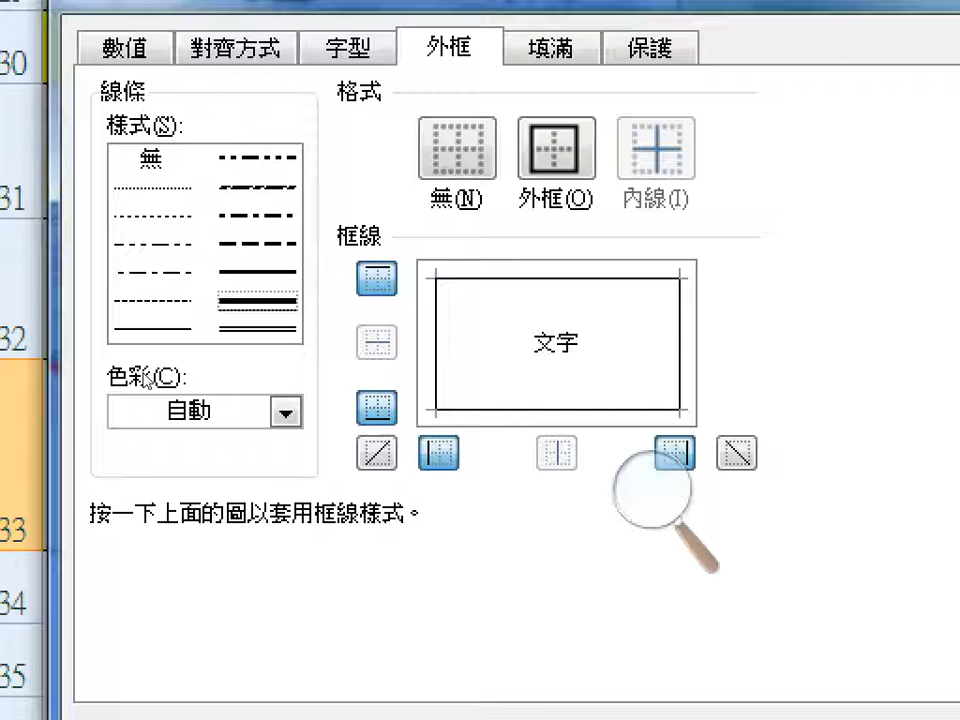 30
31
32
33
34
35
數值 對齊方式 字型 外框 填滿 保護
線條
樣式(S):
無
色彩(C):
自動
格式
無(N) 外框(O) 內線(I)
框線
文字
按一下上面的圖以套用框線樣式。